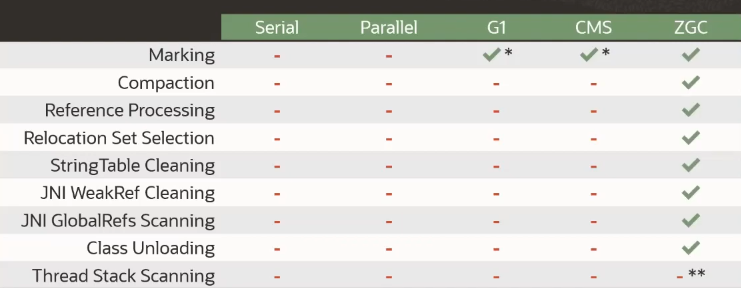 Serial Parallel G1 CMS ZGC
Marking - - ✓* ✓* ✓
Compaction - - - - ✓
Reference Processing - - - - ✓
Relocation Set Selection - - - - ✓
StringTable Cleaning - - - - ✓
JNI WeakRef Cleaning - - - - ✓
JNI GlobalRefs Scanning - - - - ✓
Class Unloading - - - - ✓
Thread Stack Scanning - - - - -**